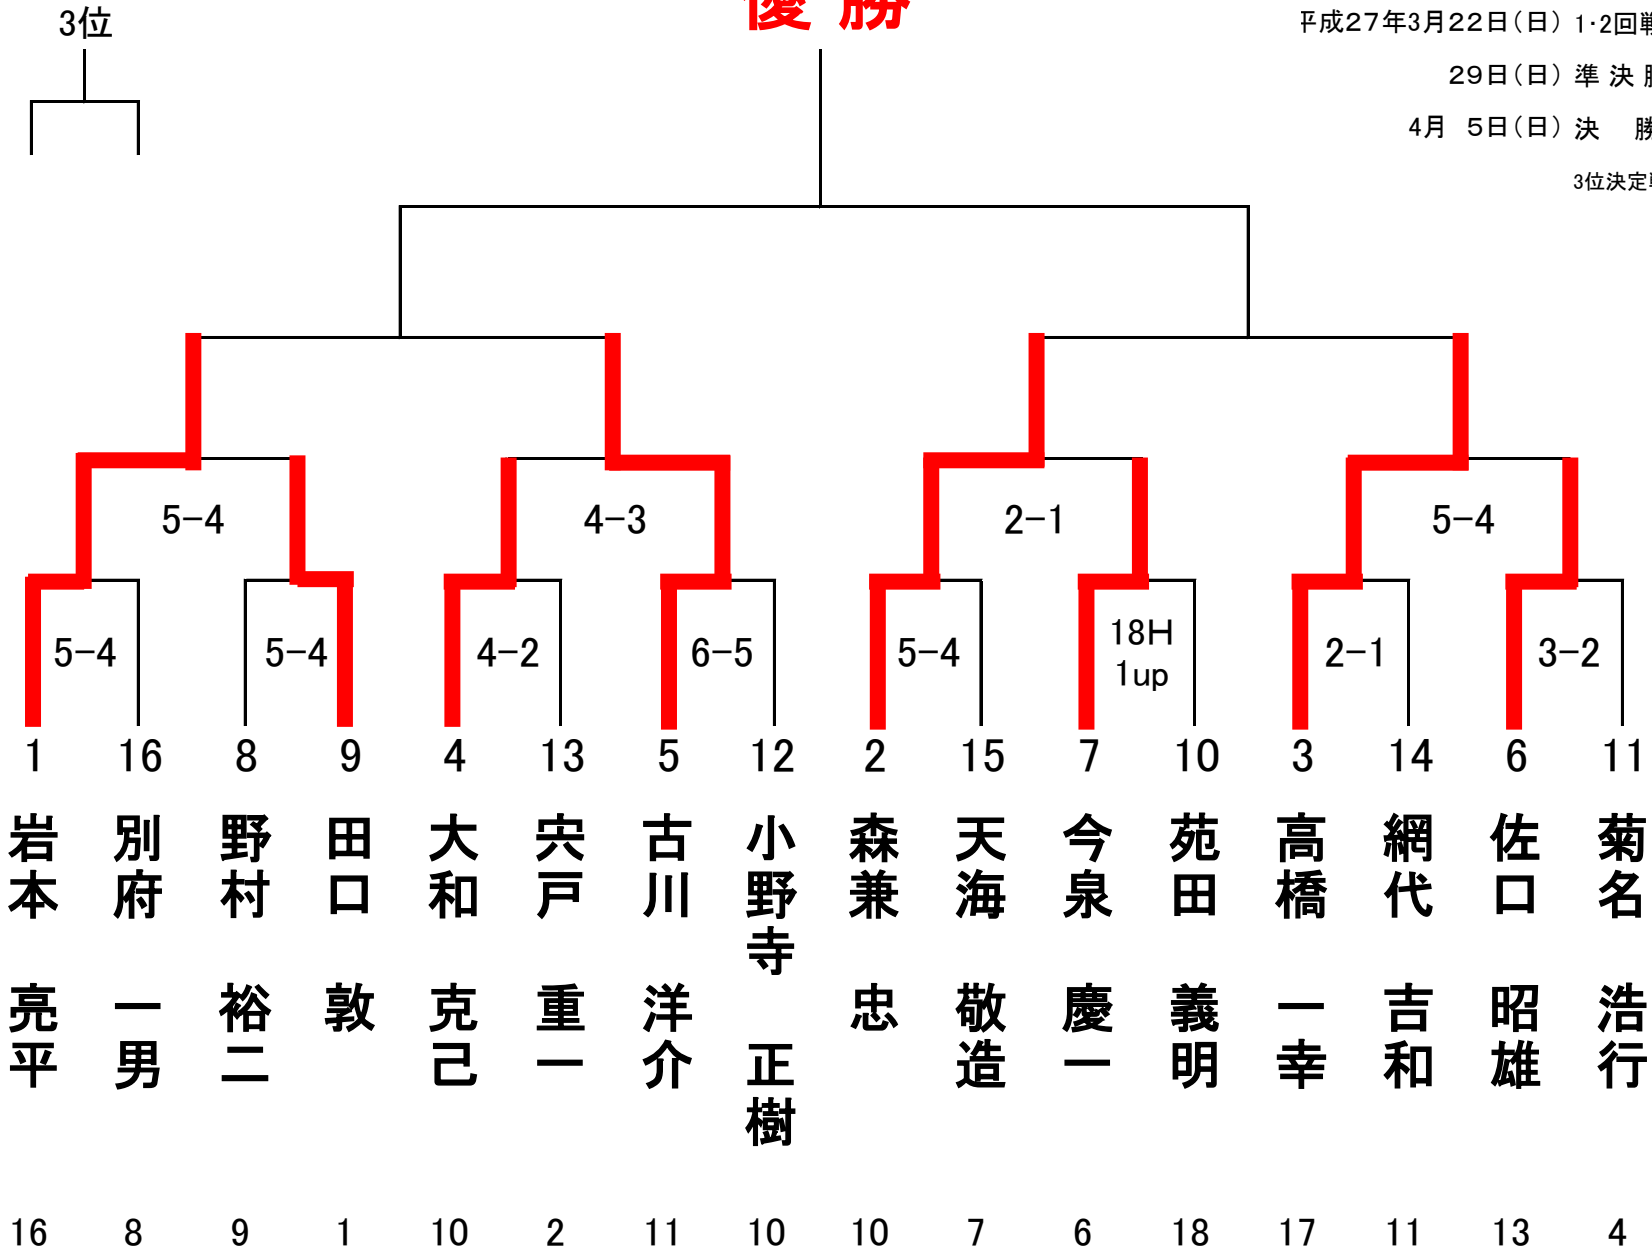 優勝
3位
平成27年3月22日(日) 1・2回戦
29日(日) 準決勝
4月 5日(日) 決 勝
3位決定戦
5-4 4-3 2-1 5-4
5-4 5-4 4-2 6-5 5-4 18H 1up 2-1 3-2
1 16 8 9 4 13 5 12 2 15 7 10 3 14 6 11
岩本 亮平
別府 一男
野村 裕二
田口 敦
大和 克己
宍戸 重一
古川 洋介
小野寺 正樹
森兼 忠
天海 敬造
今泉 慶一
苑田 義明
高橋 一幸
網代 吉和
佐口 昭雄
菊名 浩行
16 8 9 1 10 2 11 10 10 7 6 18 17 11 13 4